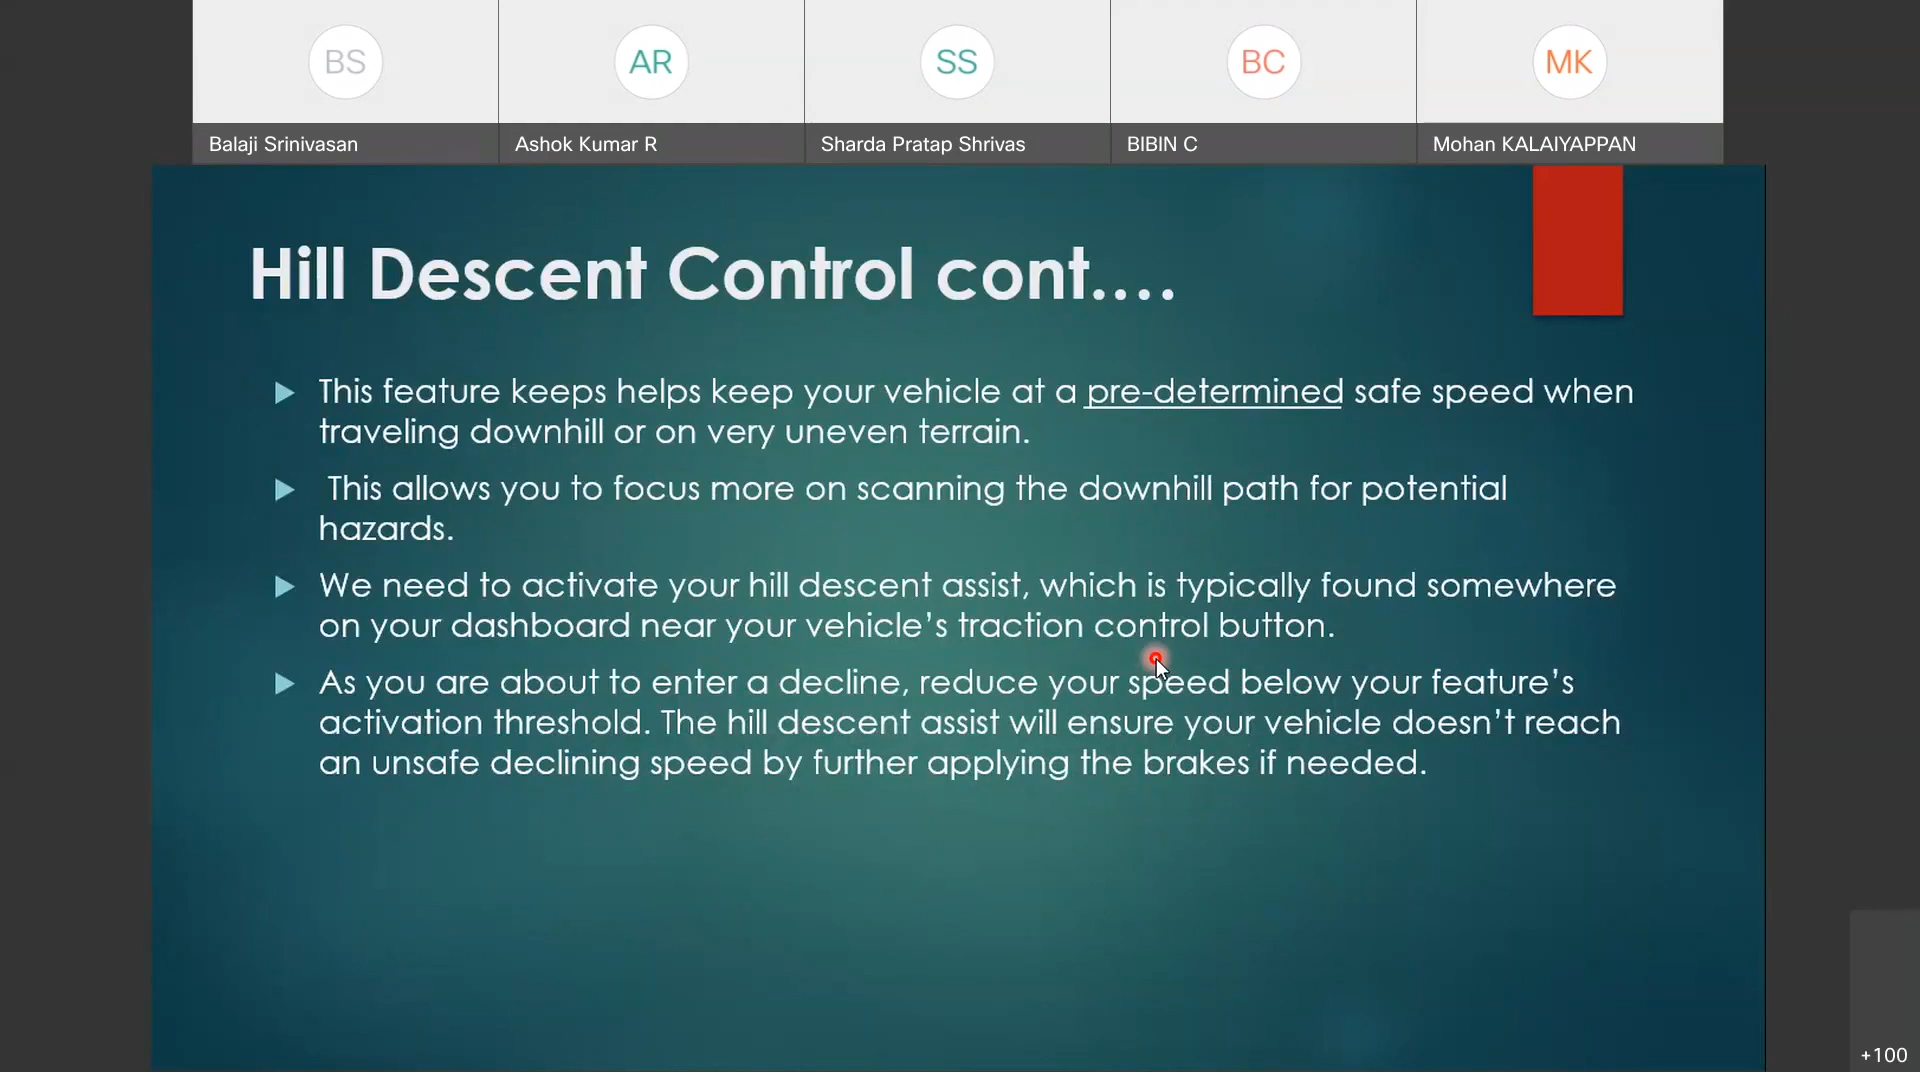 BS
AR
SS
BC
MK
Balaji Srinivasan
Ashok Kumar R
Sharda Pratap Shrivas
BIBIN C
Mohan KALAIYAPPAN
Hill Descent Control cont....
This feature keeps helps keep your vehicle at a pre-determined safe speed when
traveling downhill or on very uneven terrain.
This allows you to focus more on scanning the downhill path for potential
hazards.
We need to activate your hill descent assist, which is typically found somewhere
on your dashboard near your vehicle’s traction control button.
As you are about to enter a decline, reduce your speed below your feature’s
activation threshold. The hill descent assist will ensure your vehicle doesn’t reach
an unsafe declining speed by further applying the brakes if needed.
+100